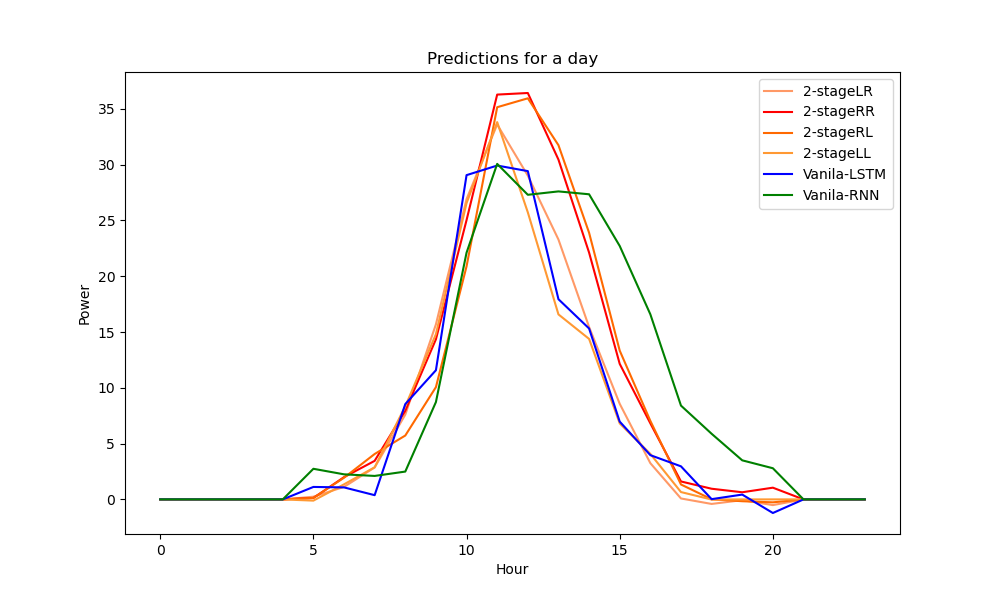 Predictions for a day
2-stageLR
2-stageRR
2-stageRL
2-stageLL
Vanila-LSTM
Vanila-RNN
Power
35
30
25
20
15
10
5
0
0 5 10 15 20
Hour